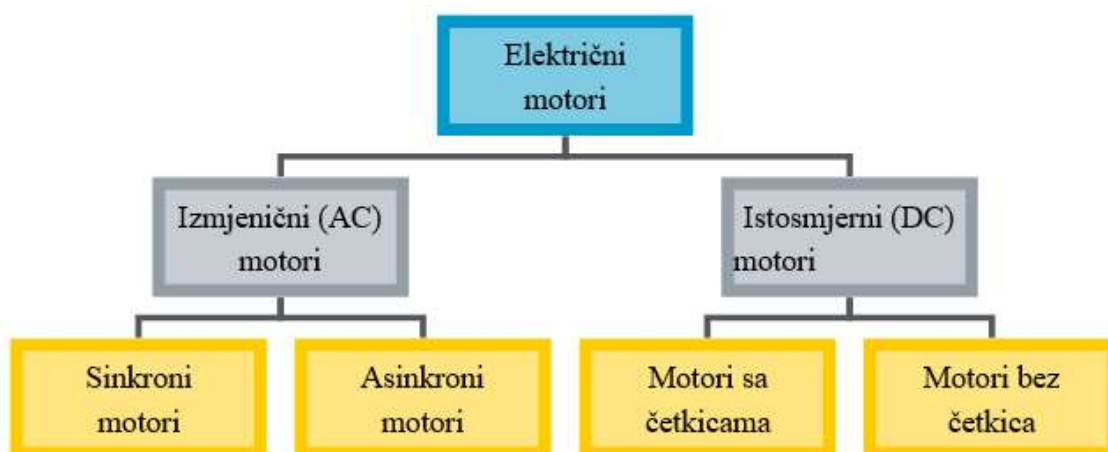 Električni
motori
Izmjenični (AC)
motori
Istosmjerni (DC)
motori
Sinkroni
motori
Asinkroni
motori
Motori sa
četkicama
Motori bez
četkica